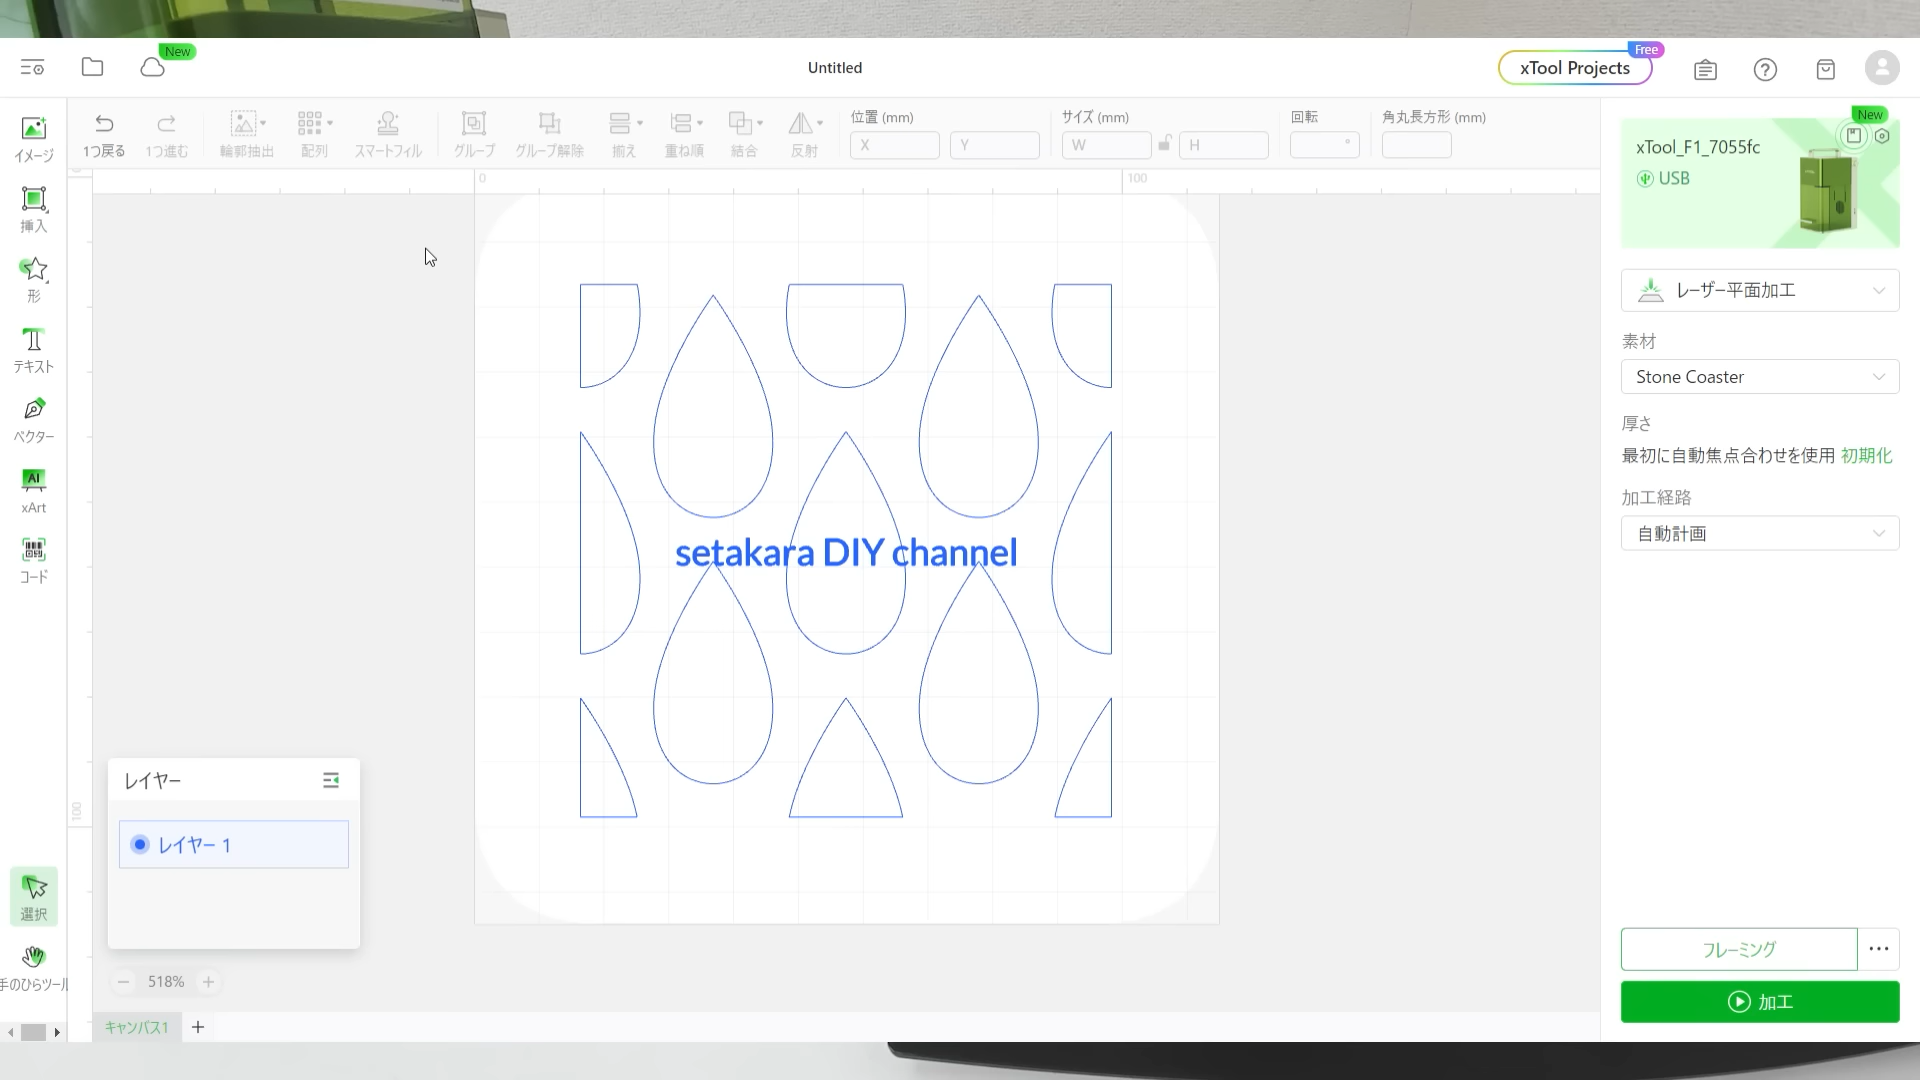 New
Untitled
Free
xTool Projects
イメージ
挿入
形
テキスト
ベクター
AI
xArt
コード
選択
手のひらツール
1つ戻る
1つ進む
輪郭抽出
配列
スマートフィル
グループ
グループ解除
揃え
重ね順
結合
反射
位置 (mm)
X
Y
サイズ (mm)
W
H
回転
°
角丸長方形 (mm)
0
100
100
setakara DIY channel
レイヤー
レイヤー 1
518%
キャンバス1
New
xTool_F1_7055fc
USB
レーザー平面加工
素材
Stone Coaster
厚さ
最初に自動焦点合わせを使用 初期化
加工経路
自動計画
フレーミング
加工